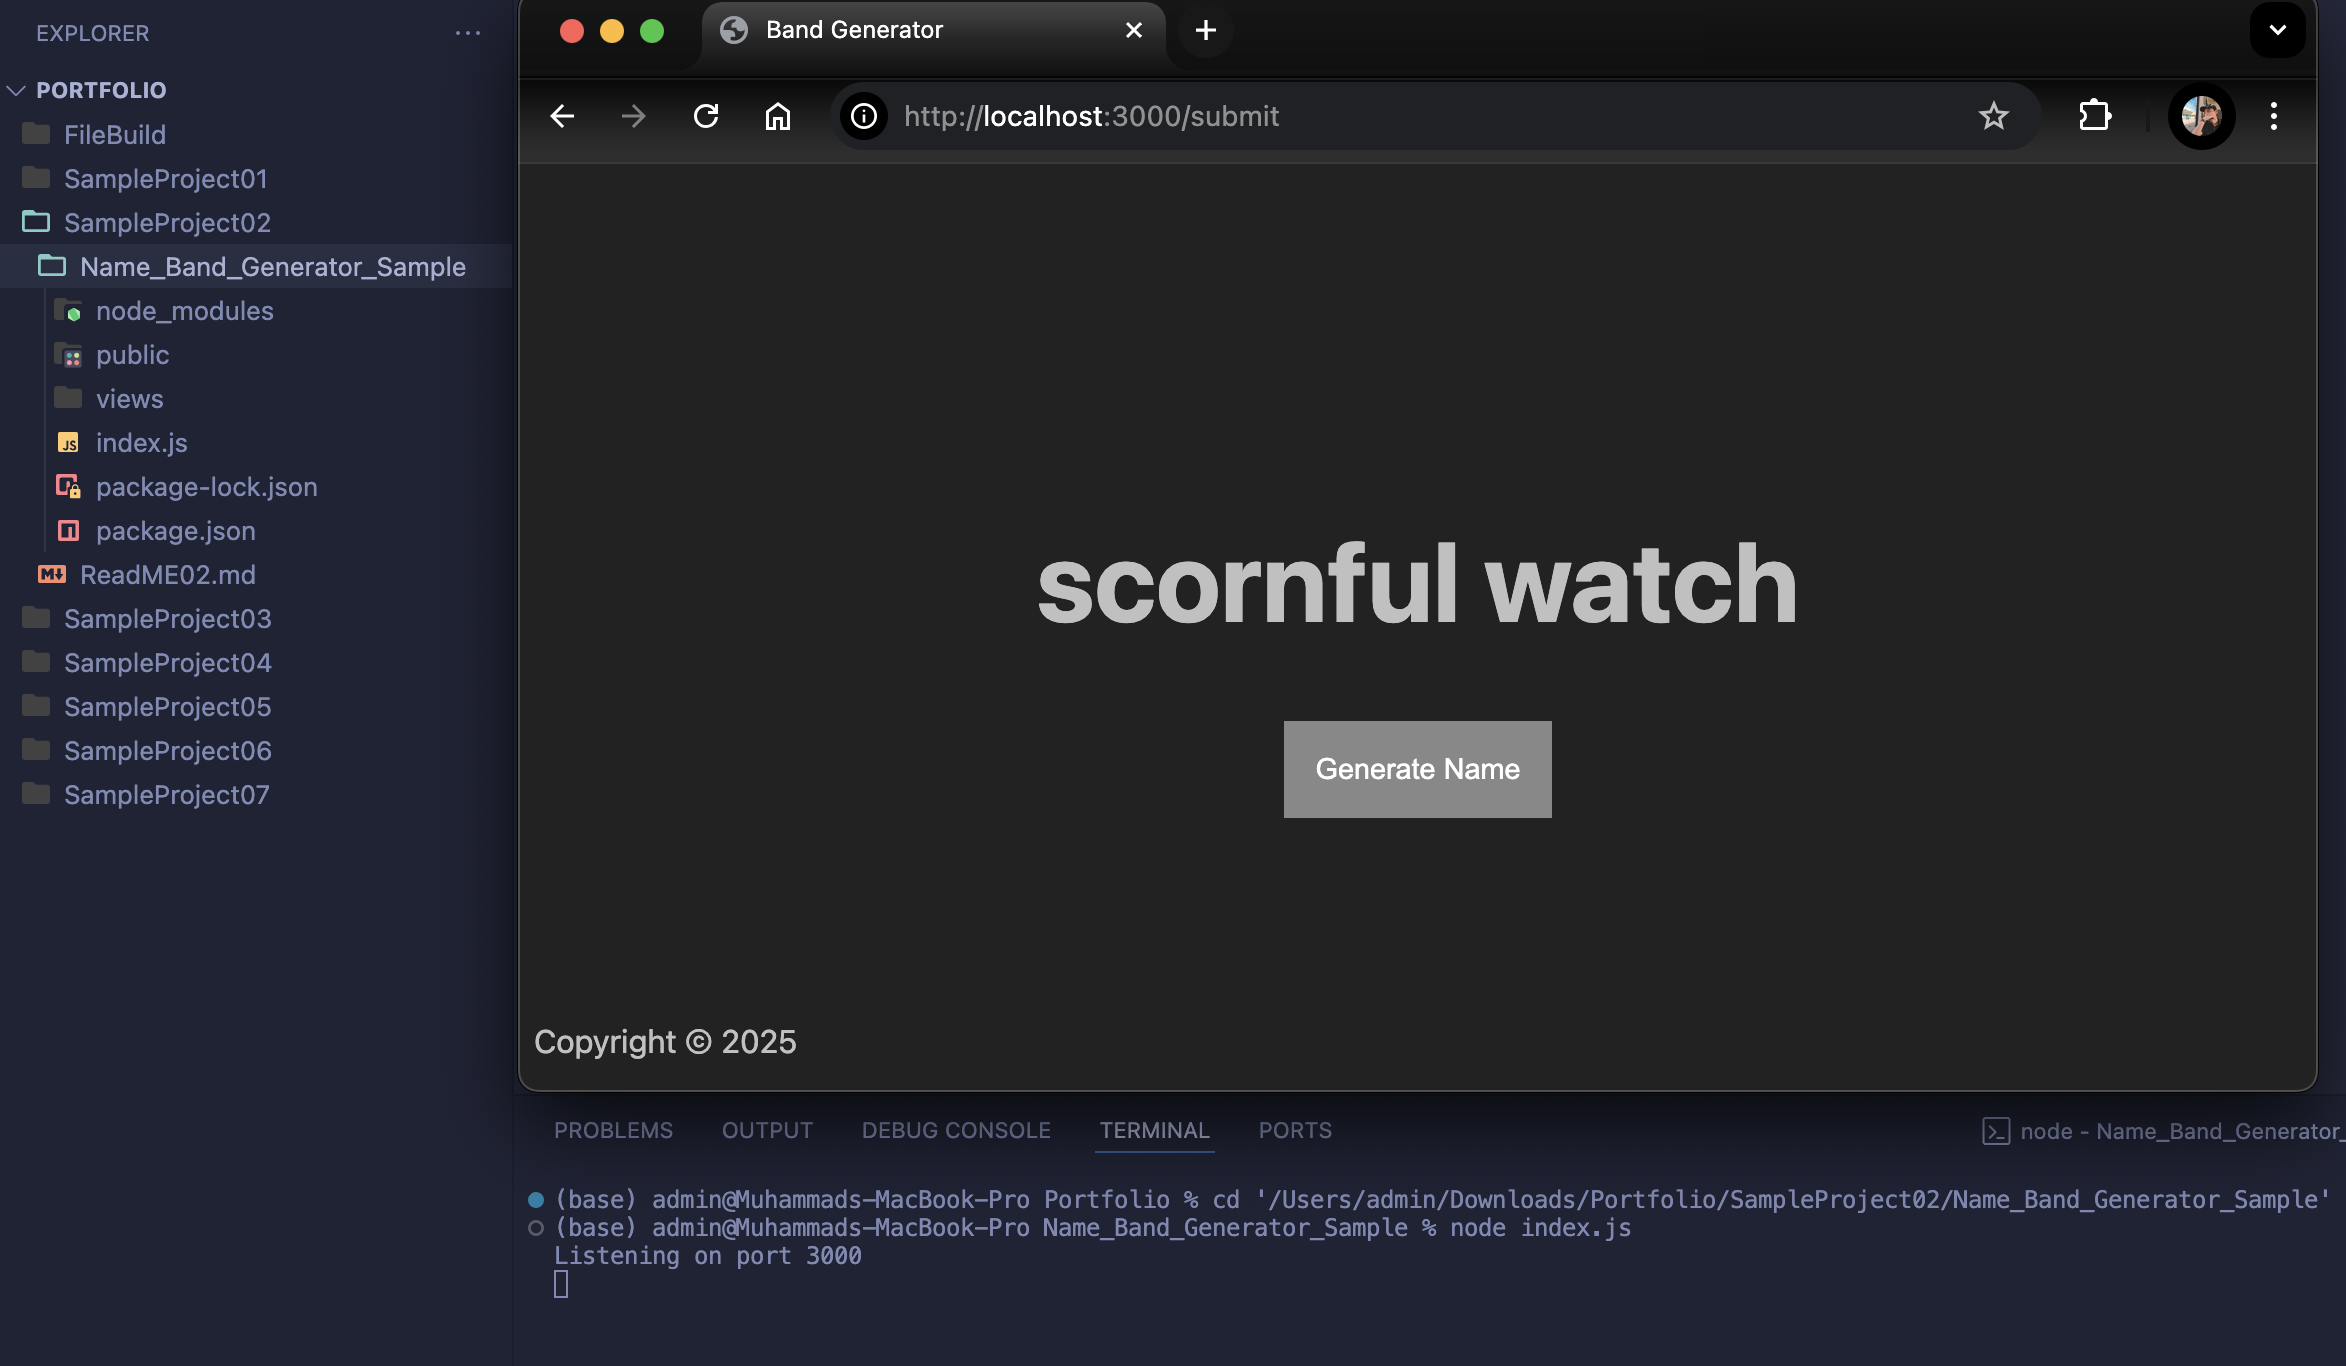 EXPLORER
PORTFOLIO
FileBuild
SampleProject01
SampleProject02
Name_Band_Generator_Sample
node_modules
public
views
JS index.js
package-lock.json
package.json
ReadME02.md
SampleProject03
SampleProject04
SampleProject05
SampleProject06
SampleProject07
Band Generator
http://localhost:3000/submit
scornful watch
Generate Name
Copyright © 2025
PROBLEMS OUTPUT DEBUG CONSOLE TERMINAL PORTS node - Name_Band_Generator_
(base) admin@Muhammads-MacBook-Pro Portfolio % cd '/Users/admin/Downloads/Portfolio/SampleProject02/Name_Band_Generator_Sample'
(base) admin@Muhammads-MacBook-Pro Name_Band_Generator_Sample % node index.js
Listening on port 3000